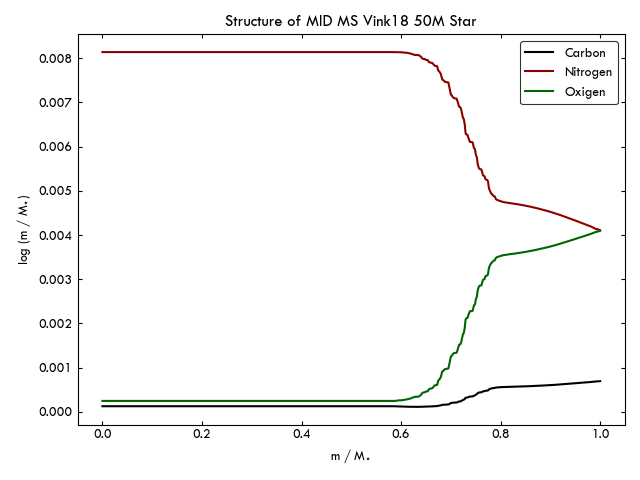 Structure of MID MS Vink18 50M Star
Carbon
Nitrogen
Oxigen
log (m / M⋆)
0.008
0.007
0.006
0.005
0.004
0.003
0.002
0.001
0.000
0.0 0.2 0.4 0.6 0.8 1.0
m / M⋆